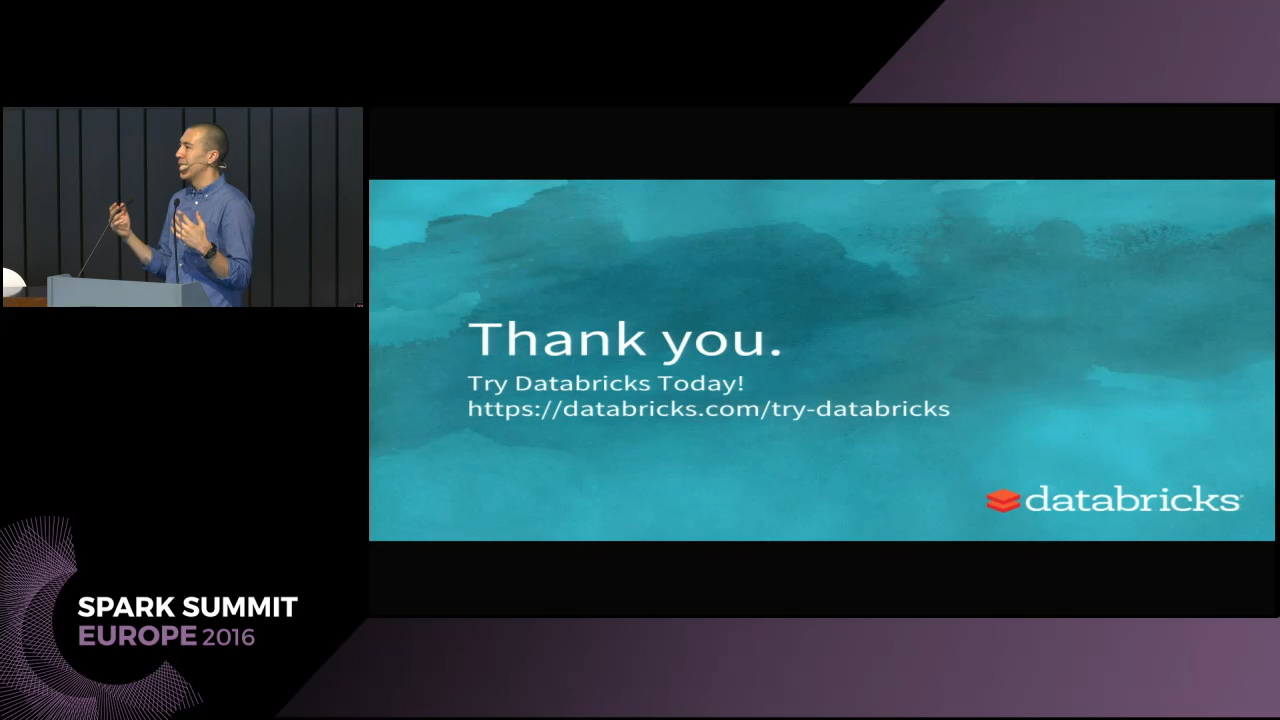 Thank you.
Try Databricks Today!
https://databricks.com/try-databricks
databricks
SPARK SUMMIT
EUROPE 2016